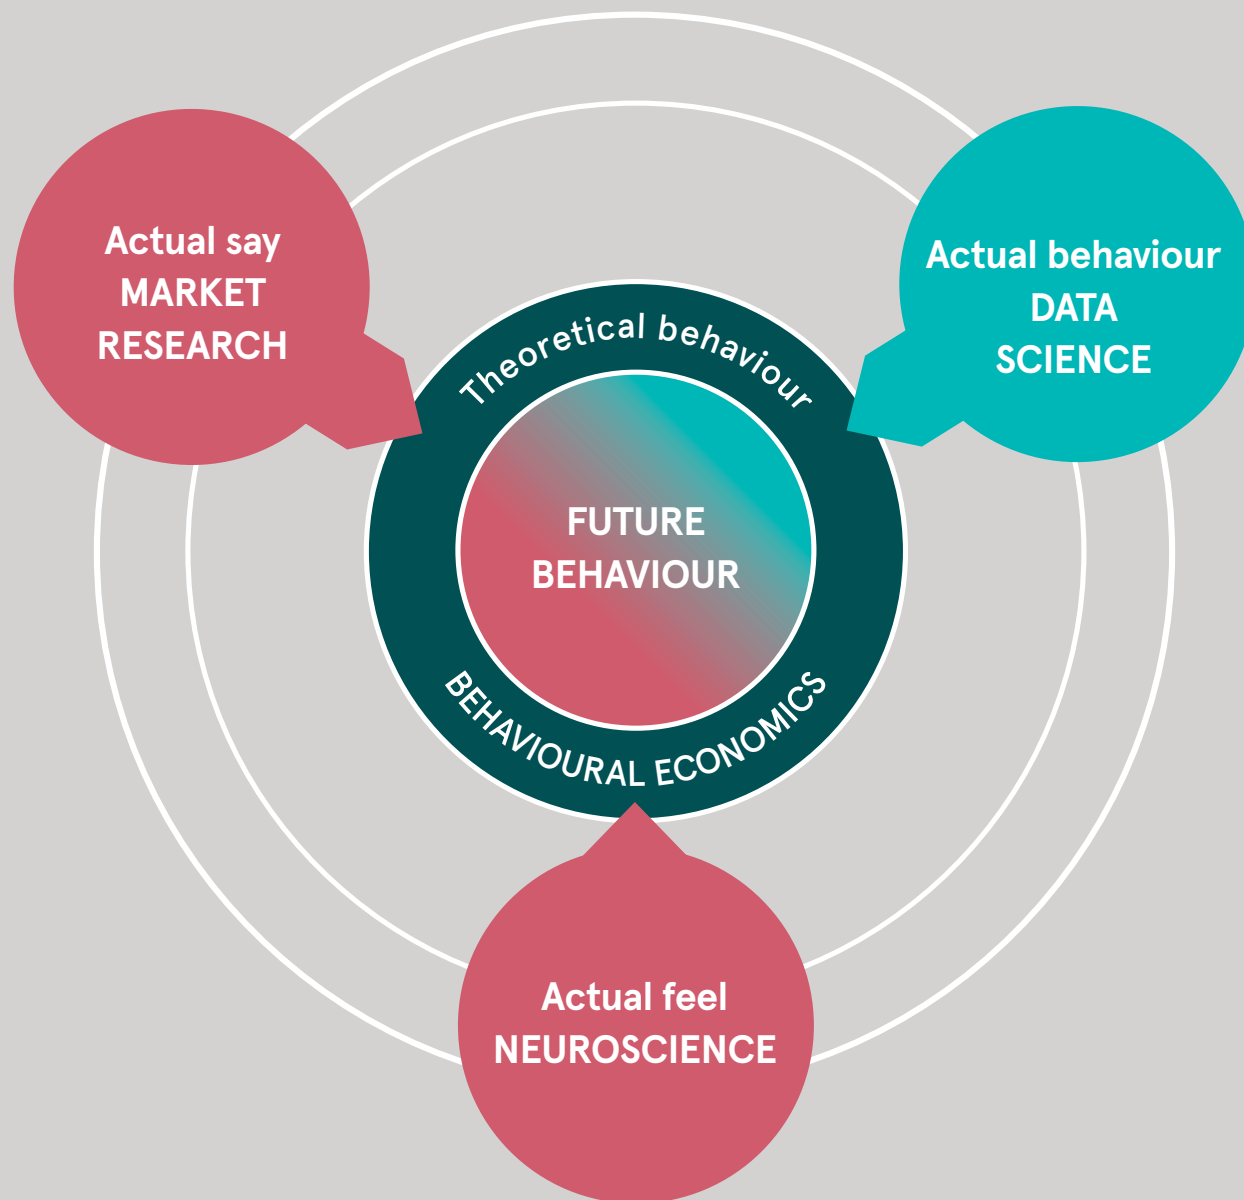 Actual say
MARKET
RESEARCH
Actual behaviour
DATA
SCIENCE
Theoretical behaviour
FUTURE
BEHAVIOUR
BEHAVIOURAL ECONOMICS
Actual feel
NEUROSCIENCE